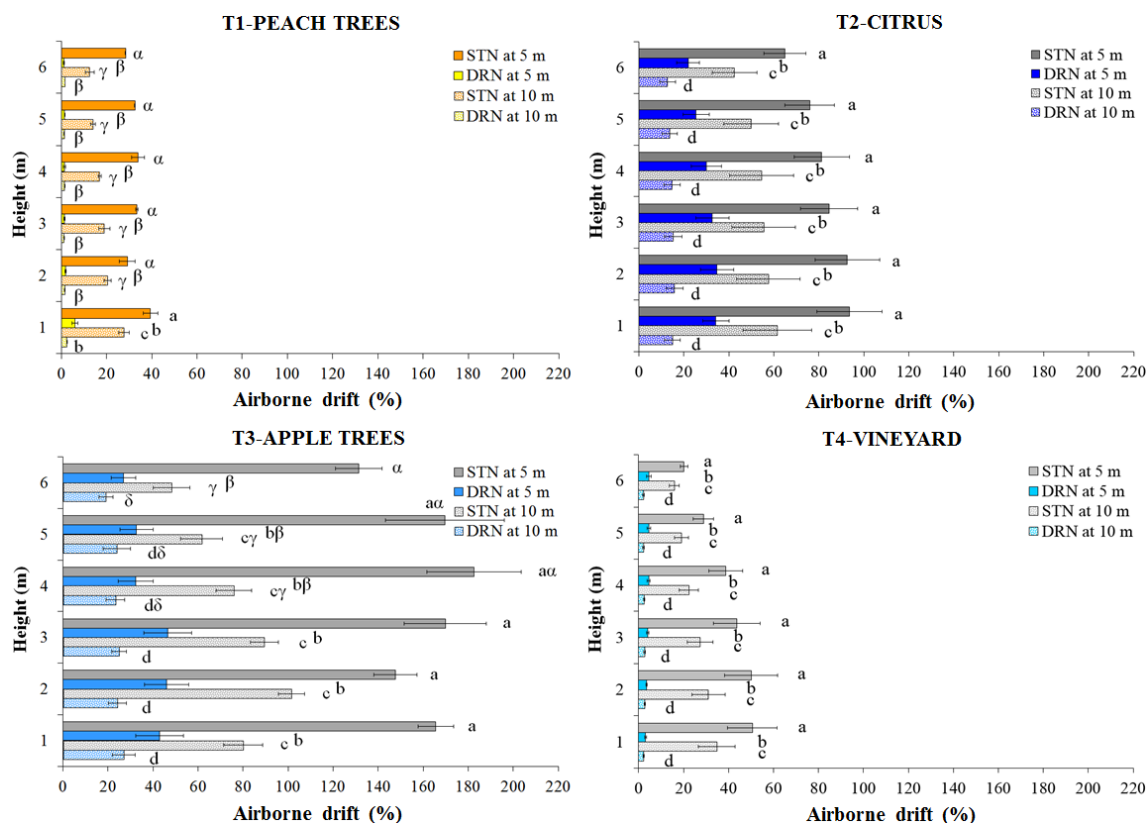 T1-PEACH TREES
STN at 5 m
DRN at 5 m
STN at 10 m
DRN at 10 m
Height (m)
6
α
β
γ
β
5
α
β
γ
β
4
α
β
γ
β
3
α
β
γ
β
2
α
β
γ
β
1
a
b
c
b
0 20 40 60 80 100 120 140 160 180 200 220
Airborne drift (%)
T2-CITRUS
STN at 5 m
DRN at 5 m
STN at 10 m
DRN at 10 m
Height (m)
6
a
b
c
d
5
a
b
c
d
4
a
b
c
d
3
a
b
c
d
2
a
b
c
d
1
a
b
c
d
0 20 40 60 80 100 120 140 160 180 200 220
Airborne drift (%)
T3-APPLE TREES
STN at 5 m
DRN at 5 m
STN at 10 m
DRN at 10 m
Height (m)
6
α
β
γ
δ
5
aα
bβ
cγ
dδ
4
aα
bβ
cγ
dδ
3
a
b
c
d
2
a
b
c
d
1
a
b
c
d
0 20 40 60 80 100 120 140 160 180 200 220
Airborne drift (%)
T4-VINEYARD
STN at 5 m
DRN at 5 m
STN at 10 m
DRN at 10 m
Height (m)
6
a
b
c
d
5
a
b
c
d
4
a
b
c
d
3
a
b
c
d
2
a
b
c
d
1
a
b
c
d
0 20 40 60 80 100 120 140 160 180 200 220
Airborne drift (%)